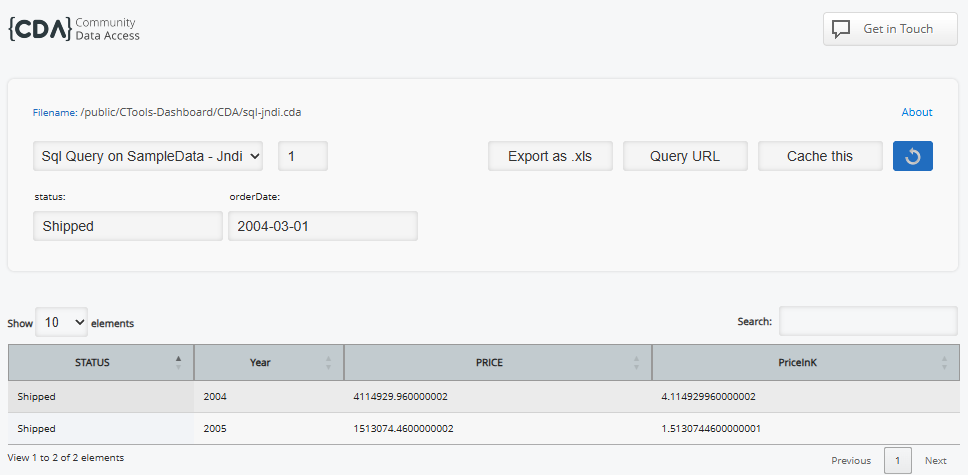 {CDA} Community
Data Access
Get in Touch
Filename: /public/CTools-Dashboard/CDA/sql-jndi.cda
About
Sql Query on SampleData - Jndi 1 Export as .xls Query URL Cache this
status: orderDate:
Shipped 2004-03-01
Show 10 elements Search:
STATUS Year PRICE PriceInK
Shipped 2004 4114929.960000002 4.114929960000002
Shipped 2005 1513074.4600000002 1.5130744600000001
View 1 to 2 of 2 elements
Previous 1 Next